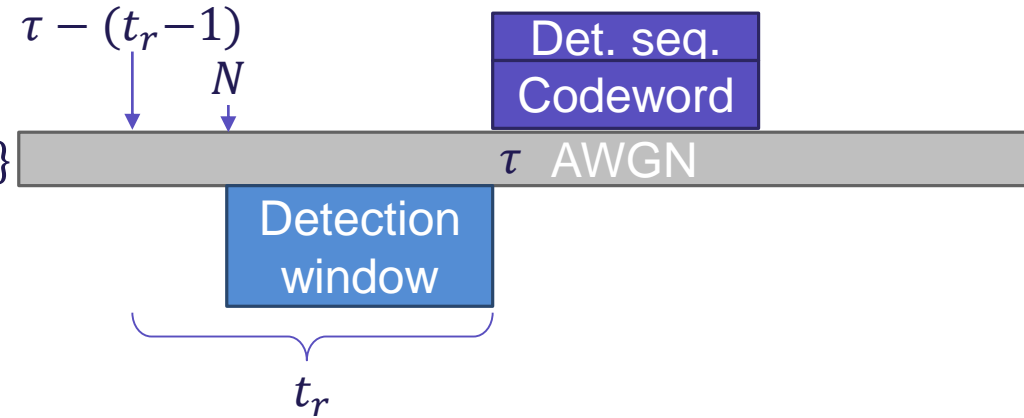 τ − (t_r−1)
N
Det. seq.
Codeword
}
τ AWGN
Detection
window
t_r